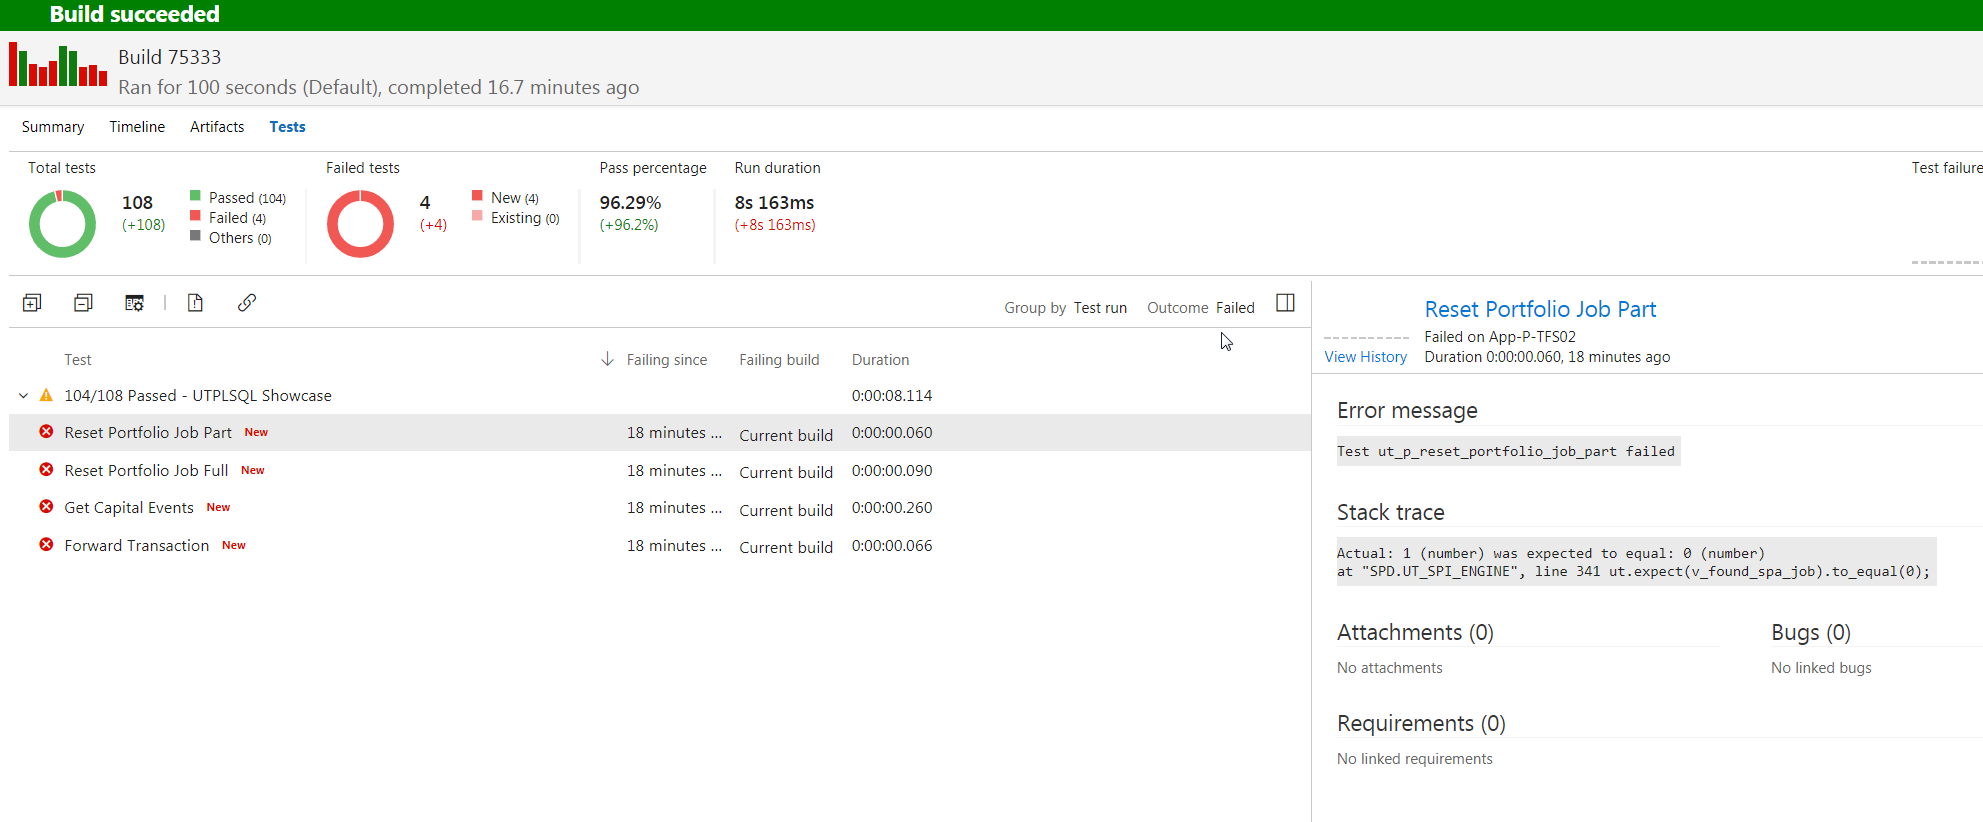 Build succeeded
Build 75333
Ran for 100 seconds (Default), completed 16.7 minutes ago
Summary Timeline Artifacts Tests
Total tests
108
(+108)
Passed (104)
Failed (4)
Others (0)
Failed tests
4
(+4)
New (4)
Existing (0)
Pass percentage
96.29%
(+96.2%)
Run duration
8s 163ms
(+8s 163ms)
Test failure
Group by Test run Outcome Failed
Test Failing since Failing build Duration
104/108 Passed - UTPLSQL Showcase 0:00:08.114
Reset Portfolio Job Part New 18 minutes ... Current build 0:00:00.060
Reset Portfolio Job Full New 18 minutes ... Current build 0:00:00.090
Get Capital Events New 18 minutes ... Current build 0:00:00.260
Forward Transaction New 18 minutes ... Current build 0:00:00.066
Reset Portfolio Job Part
Failed on App-P-TFS02
View History Duration 0:00:00.060, 18 minutes ago
Error message
Test ut_p_reset_portfolio_job_part failed
Stack trace
Actual: 1 (number) was expected to equal: 0 (number)
at "SPD.UT_SPI_ENGINE", line 341 ut.expect(v_found_spa_job).to_equal(0);
Attachments (0)
No attachments
Bugs (0)
No linked bugs
Requirements (0)
No linked requirements